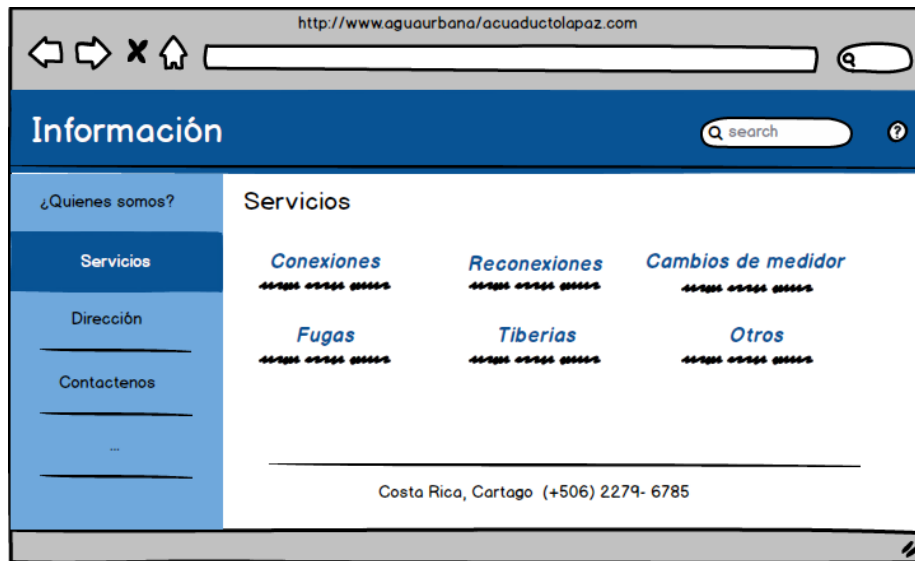 http://www.aguaurbana/acuaductolapaz.com
Información
search
?
¿Quienes somos?
Servicios
Dirección
Contactenos
...
Servicios
Conexiones Reconexiones Cambios de medidor
Fugas Tiberias Otros
Costa Rica, Cartago (+506) 2279- 6785